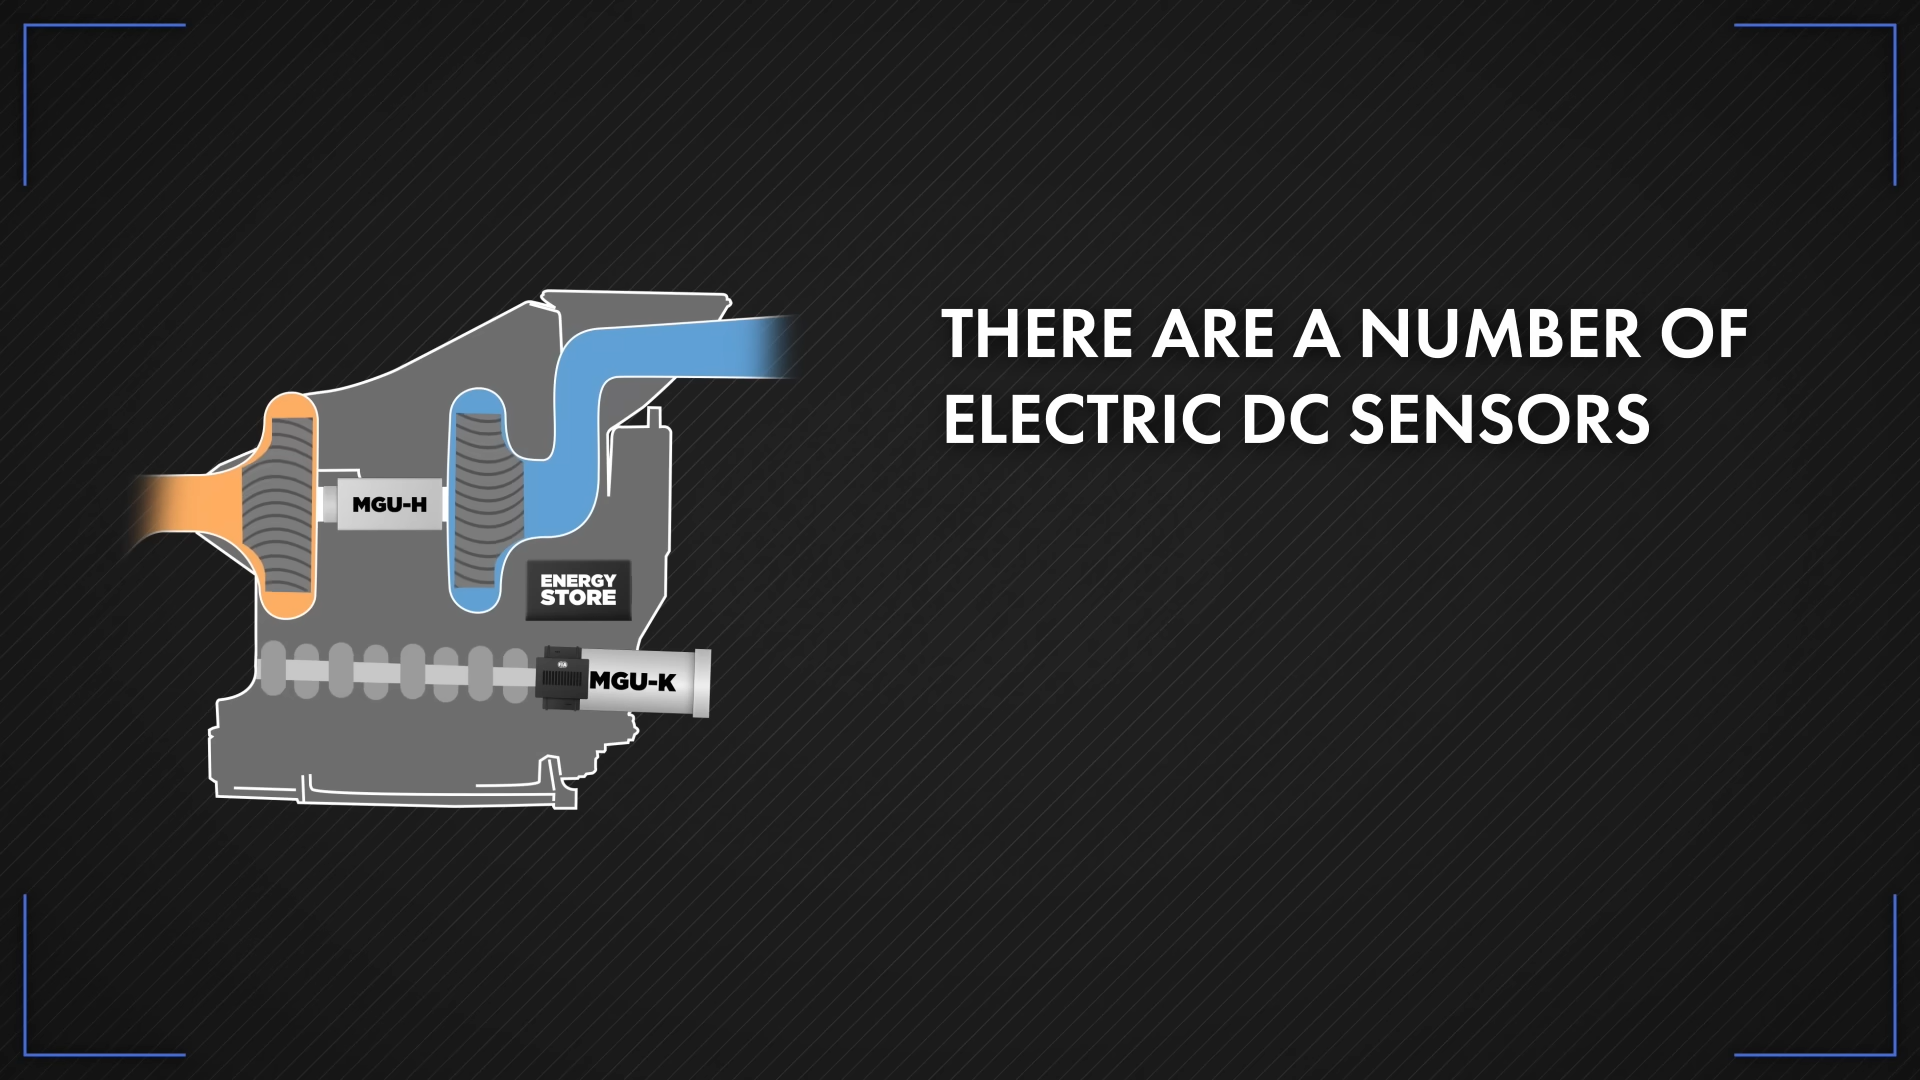 THERE ARE A NUMBER OF
ELECTRIC DC SENSORS
MGU-H
ENERGY
STORE
MGU-K